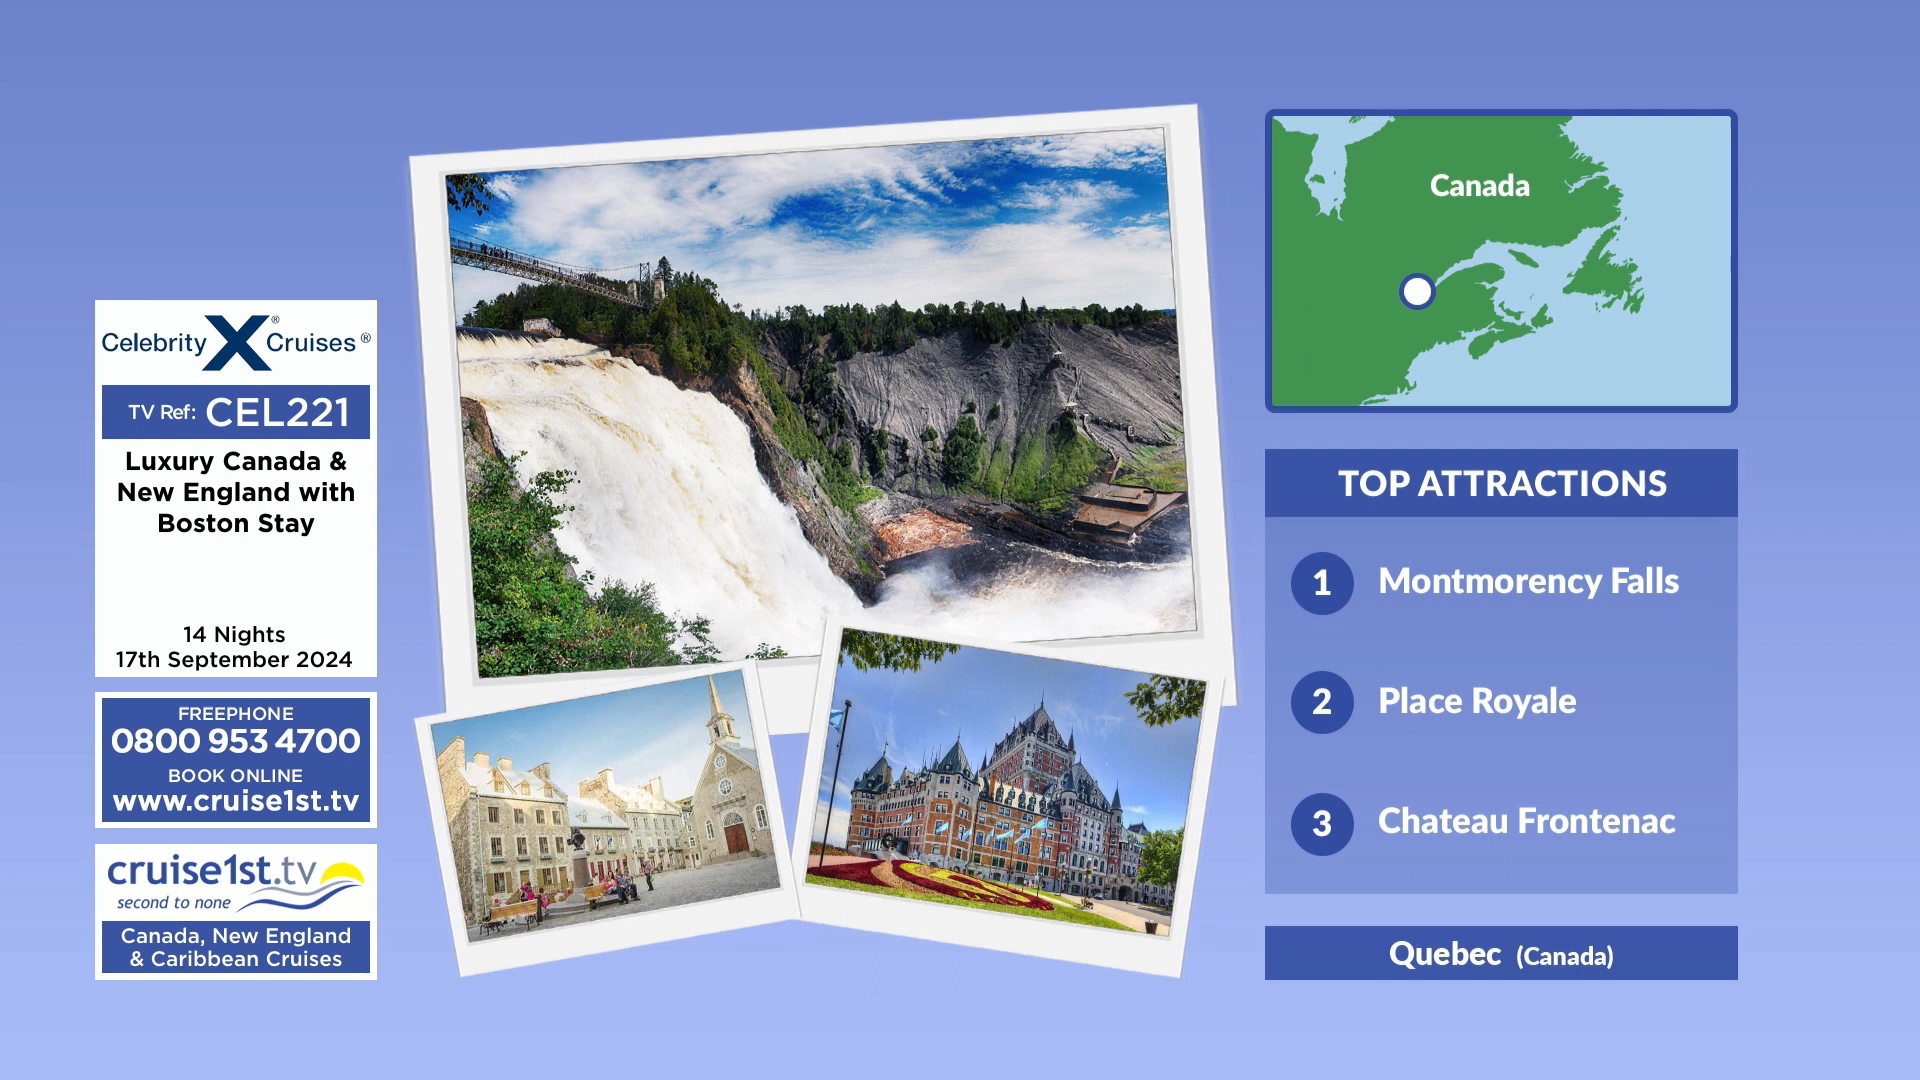 Celebrity X® Cruises®
TV Ref: CEL221
Luxury Canada &
New England with
Boston Stay
14 Nights
17th September 2024
FREEPHONE
0800 953 4700
BOOK ONLINE
www.cruise1st.tv
cruise1st.tv
second to none
Canada, New England
& Caribbean Cruises
Canada
TOP ATTRACTIONS
1 Montmorency Falls
2 Place Royale
3 Chateau Frontenac
Quebec (Canada)